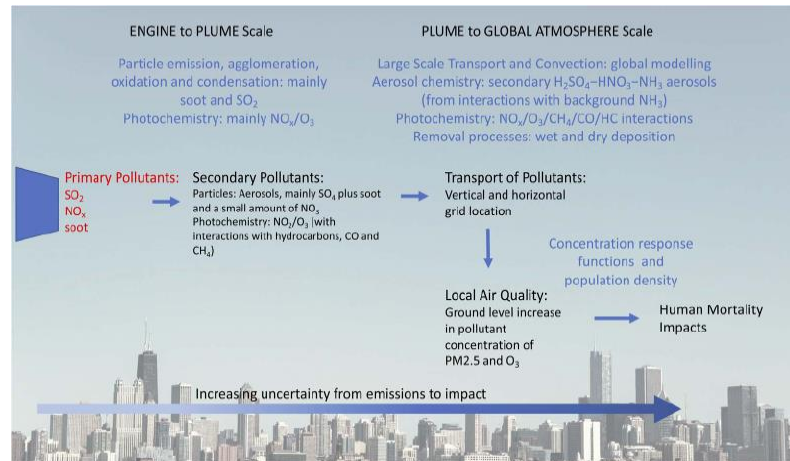 ENGINE to PLUME Scale
Particle emission, agglomeration,
oxidation and condensation: mainly
soot and SO₂
Photochemistry: mainly NOₓ/O₃
PLUME to GLOBAL ATMOSPHERE Scale
Large Scale Transport and Convection: global modelling
Aerosol chemistry: secondary H₂SO₄–HNO₃–NH₃ aerosols
(from interactions with background NH₃)
Photochemistry: NOₓ/O₃/CH₄/CO/HC interactions
Removal processes: wet and dry deposition
Primary Pollutants:
SO₂
NOₓ
soot
Secondary Pollutants:
Particles: Aerosols, mainly SO₄ plus soot
and a small amount of NO₃
Photochemistry: NO₂/O₃ (with
interactions with hydrocarbons, CO and
CH₄)
Transport of Pollutants:
Vertical and horizontal
grid location
Concentration response
functions and
population density
Local Air Quality:
Ground level increase
in pollutant
concentration of
PM2.5 and O₃
Human Mortality
Impacts
Increasing uncertainty from emissions to impact